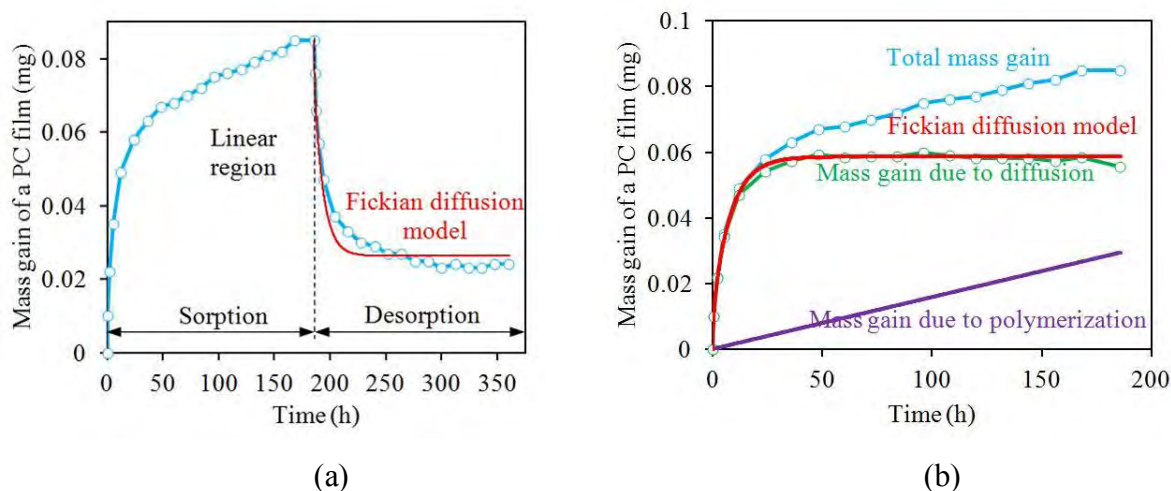 Mass gain of a PC film (mg)
0.08
0.06
0.04
0.02
0
Linear
region
Fickian diffusion
model
Sorption
Desorption
0 50 100 150 200 250 300 350
Time (h)
(a)
Mass gain of a PC film (mg)
0.1
0.08
0.06
0.04
0.02
0
Total mass gain
Fickian diffusion model
Mass gain due to diffusion
Mass gain due to polymerization
0 50 100 150 200
Time (h)
(b)